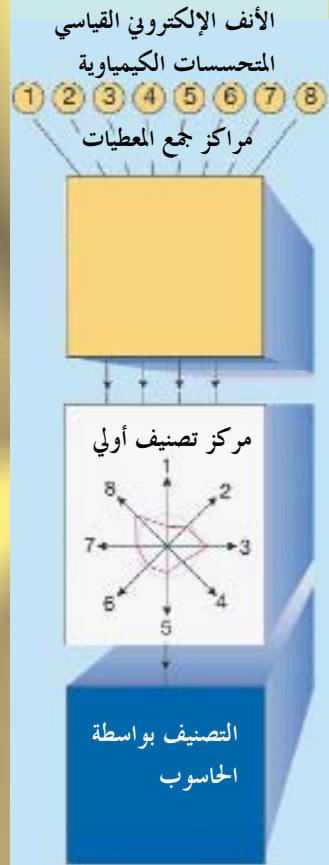 الأنف الإلكتروني القياسي
المتحسسات الكيمياوية
1 2 3 4 5 6 7 8
مراكز جمع المعطيات
مركز تصنيف أولي
1
8 2
7 3
6 4
5
التصنيف بواسطة
الحاسوب